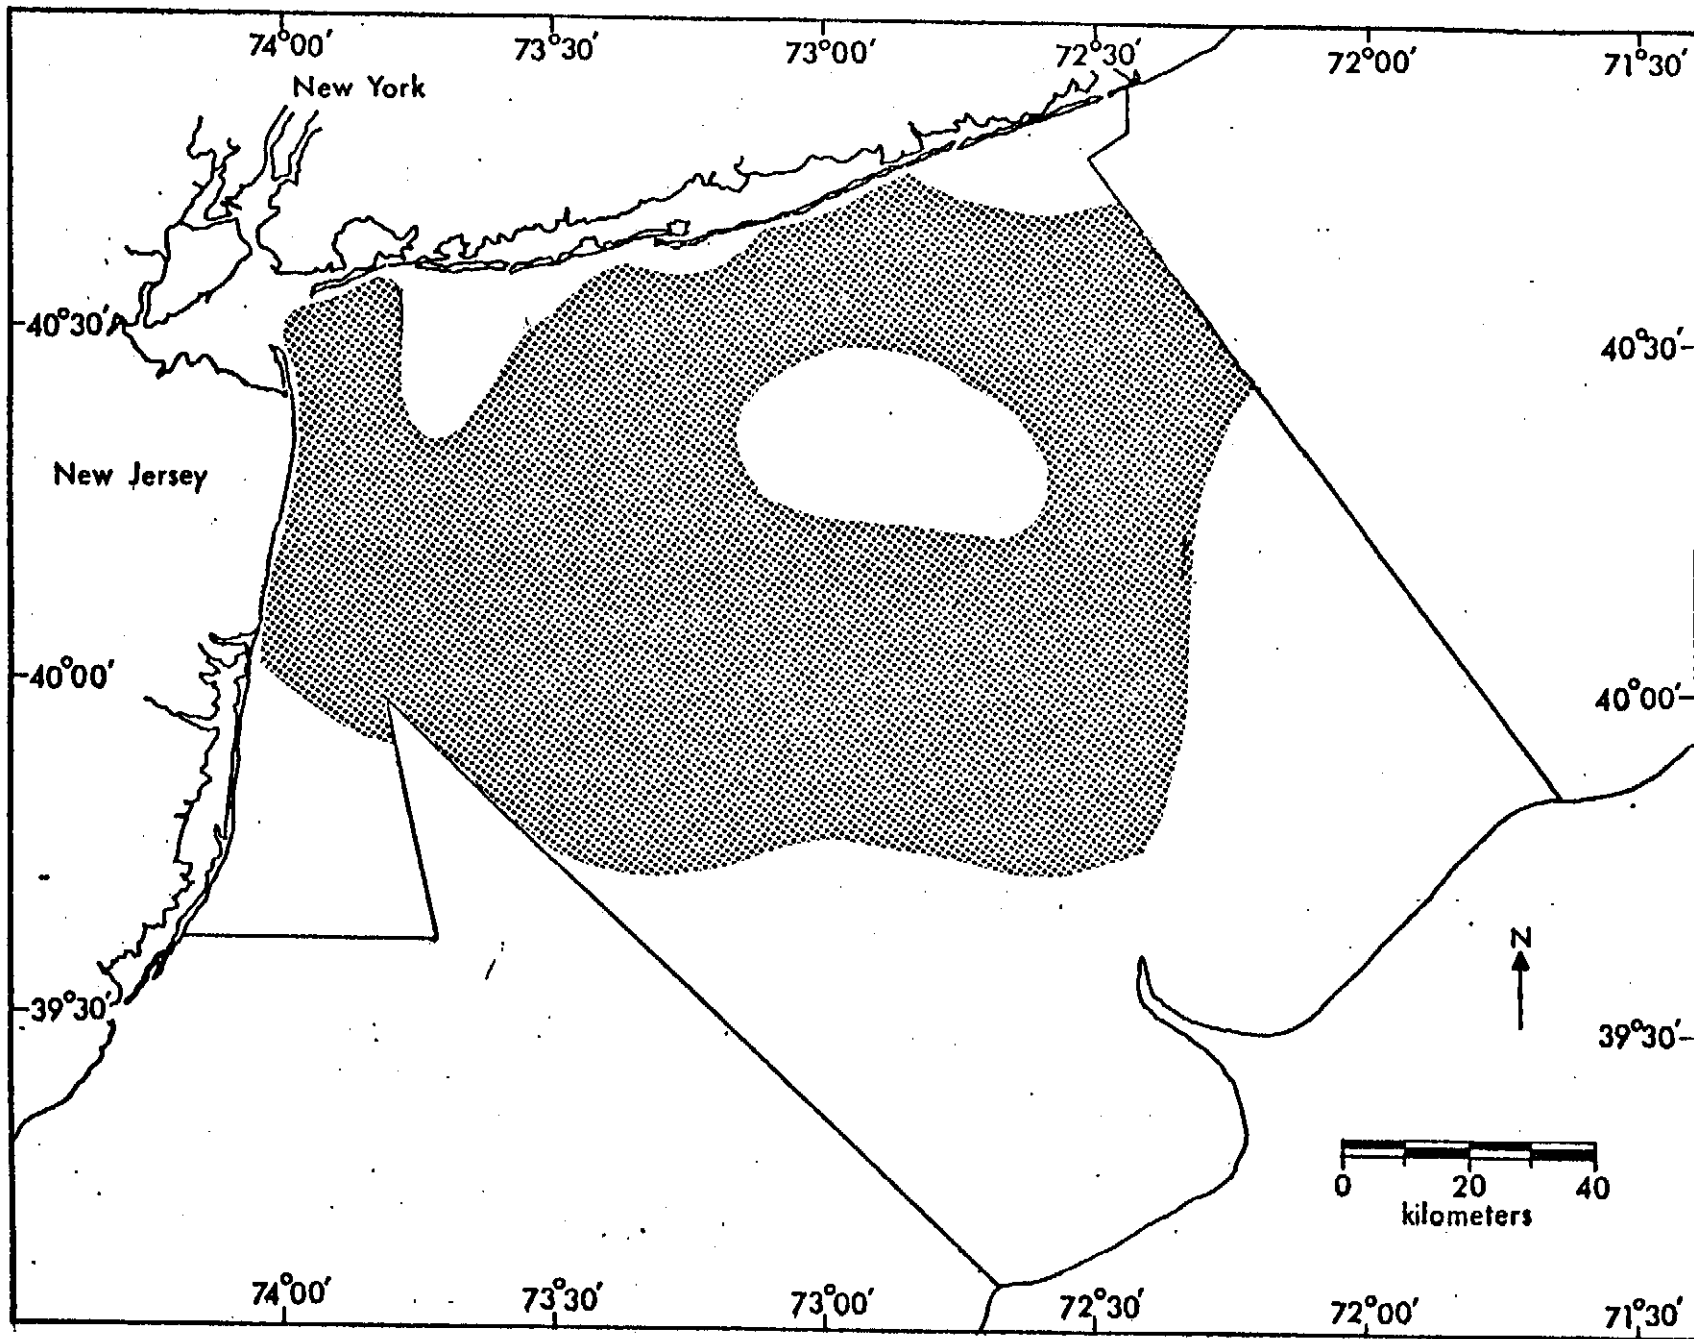 74°00′ 73°30′ 73°00′ 72°30′ 72°00′ 71°30′
New York
40°30′ 40°30′
New Jersey
40°00′ 40°00′
N
39°30′ 39°30′
0 20 40
kilometers
74°00′ 73°30′ 73°00′ 72°30′ 72°00′ 71°30′